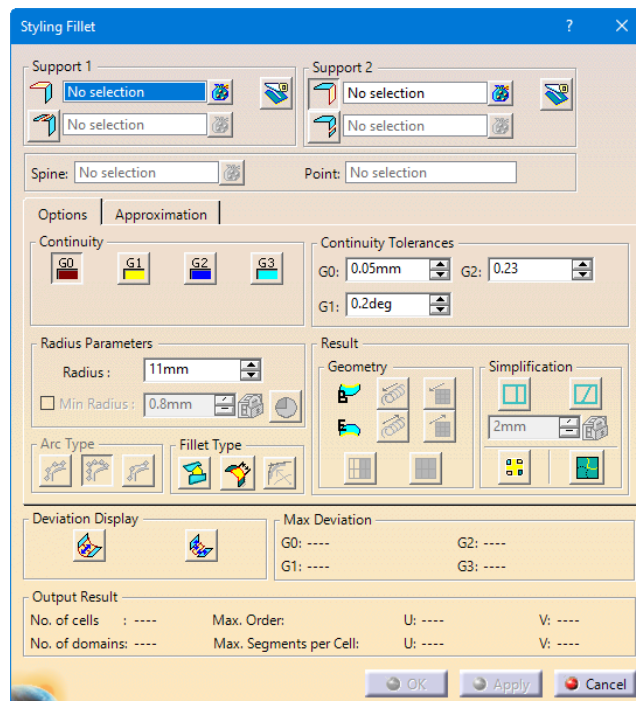 Styling Fillet ? ×
Support 1 Support 2
No selection No selection
No selection No selection
Spine: No selection Point: No selection
Options Approximation
Continuity Continuity Tolerances
G0 G1 G2 G3
G0: 0.05mm G2: 0.23
G1: 0.2deg
Radius Parameters Result
Radius : 11mm Geometry Simplification
Min Radius : 0.8mm
2mm
Arc Type Fillet Type
Deviation Display Max Deviation
G0: ---- G2: ----
G1: ---- G3: ----
Output Result
No. of cells : ---- Max. Order: U: ---- V: ----
No. of domains: ---- Max. Segments per Cell: U: ---- V: ----
OK Apply Cancel